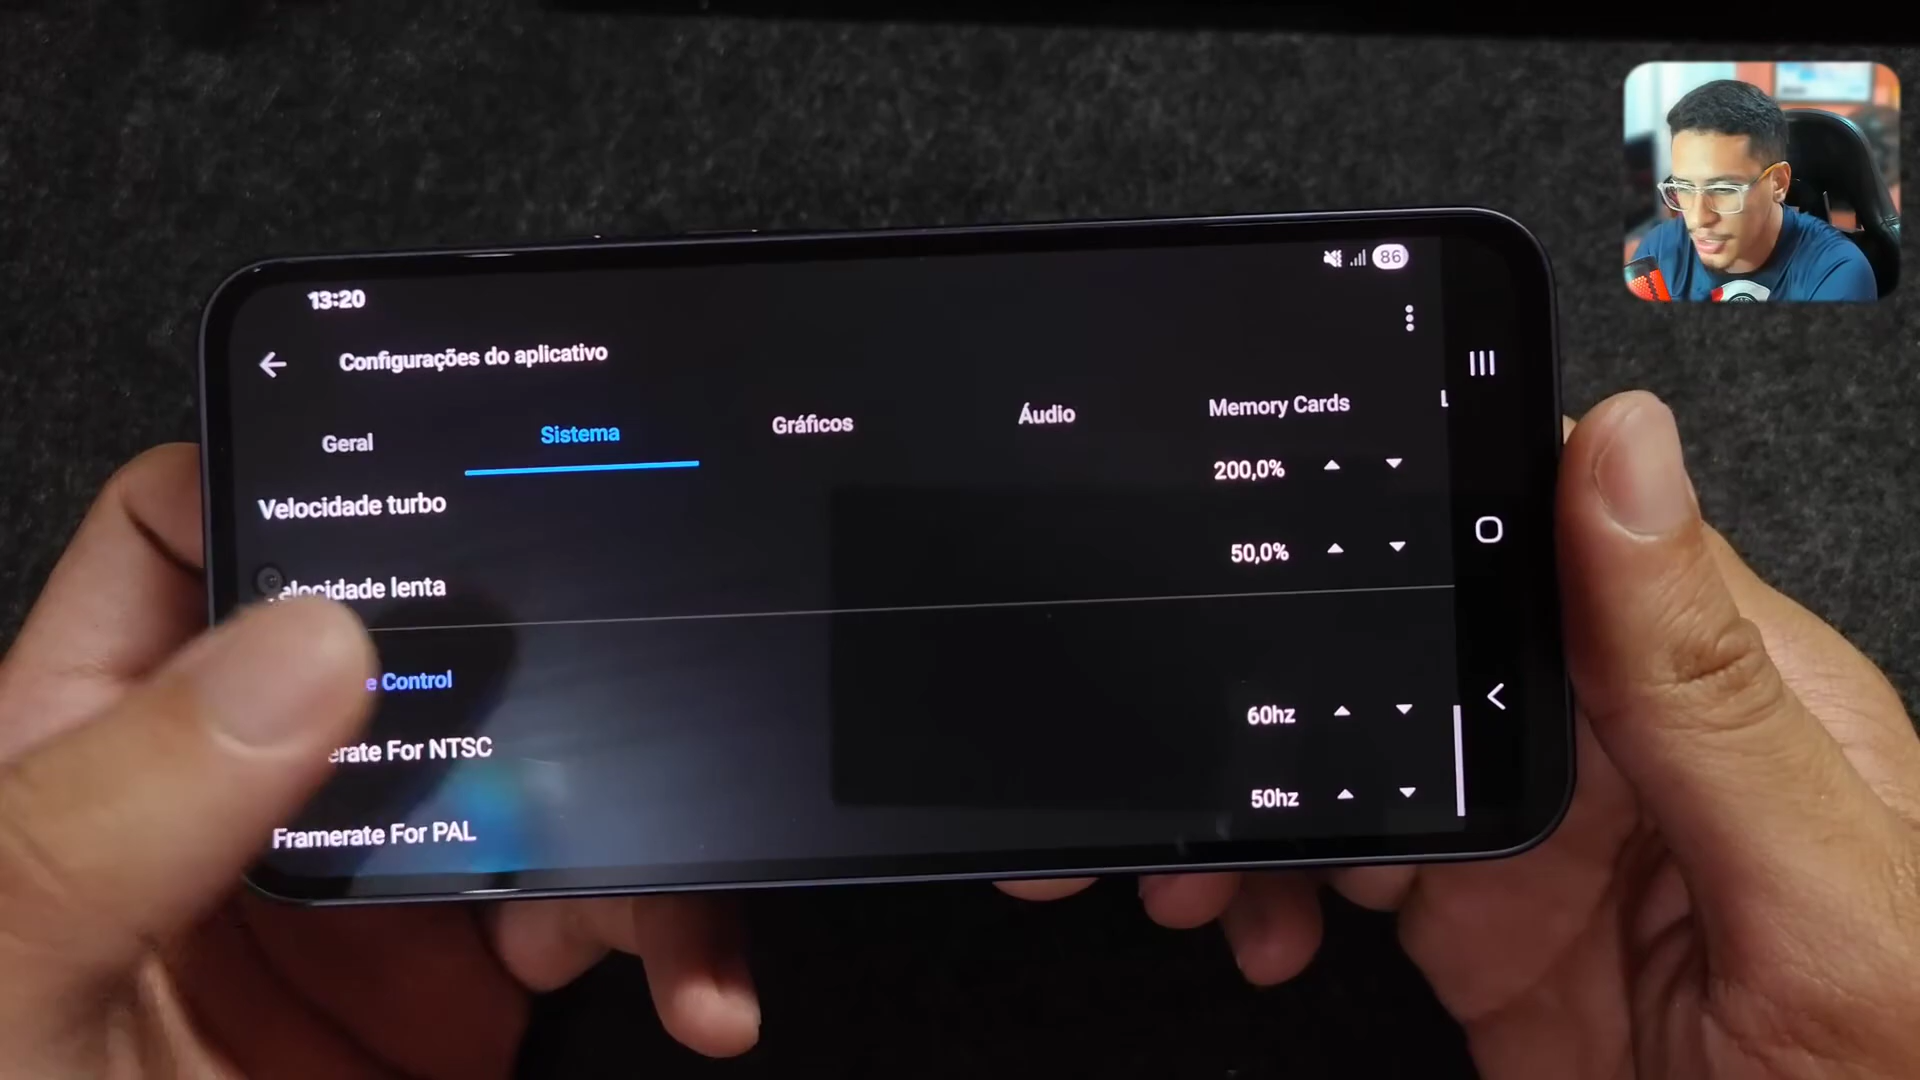 13:20
86
Configurações do aplicativo
Geral
Sistema
Gráficos
Áudio
Memory Cards
Velocidade turbo
200,0%
elocidade lenta
50,0%
e Control
erate For NTSC
60hz
Framerate For PAL
50hz